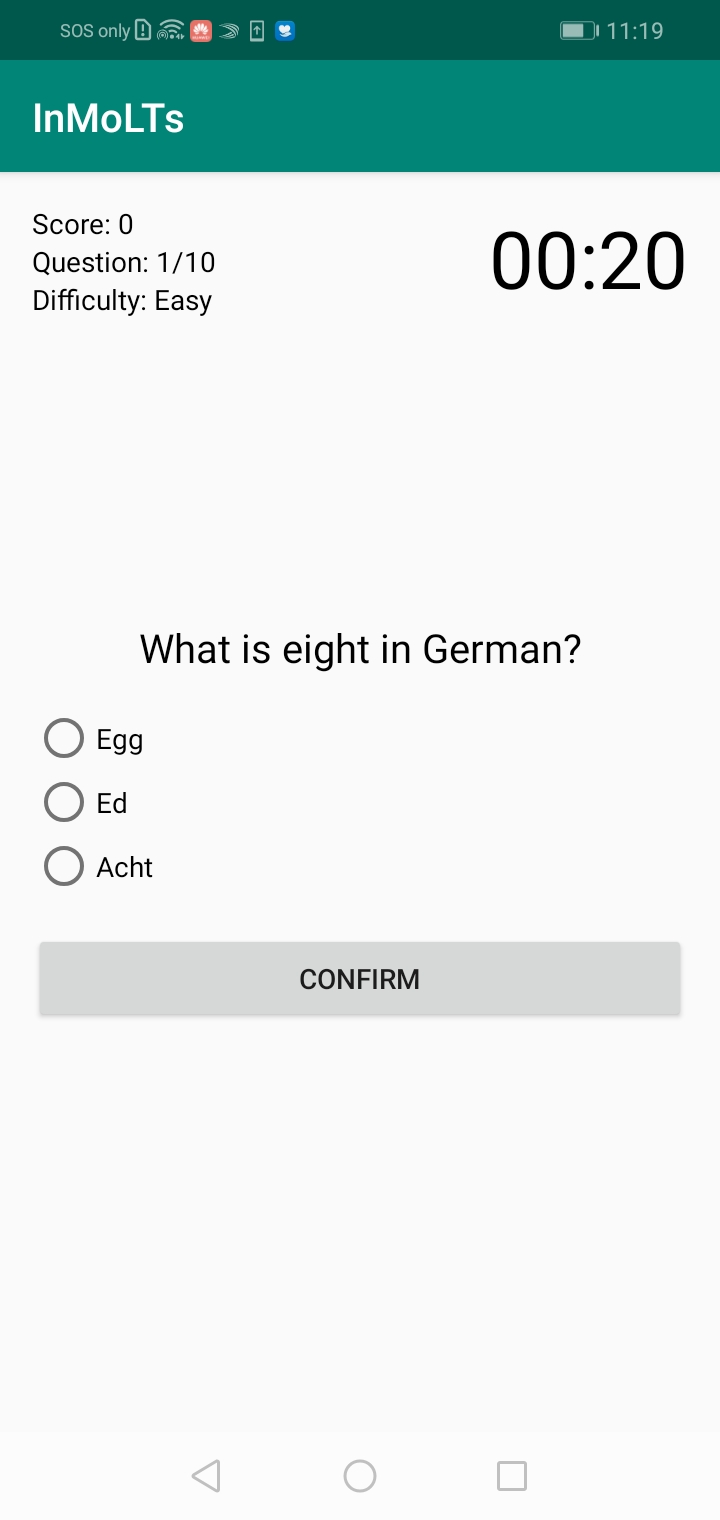 SOS only 11:19
InMoLTs
Score: 0
Question: 1/10
Difficulty: Easy
00:20
What is eight in German?
Egg
Ed
Acht
CONFIRM